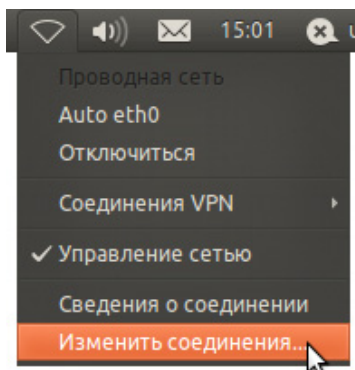 15:01
Проводная сеть
Auto eth0
Отключиться
Соединения VPN
Управление сетью
Сведения о соединении
Изменить соединения...